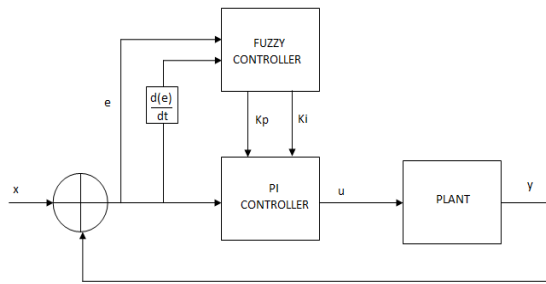 FUZZY
CONTROLLER
e
d(e)
dt
Kp
Ki
x
PI
CONTROLLER
u
PLANT
y